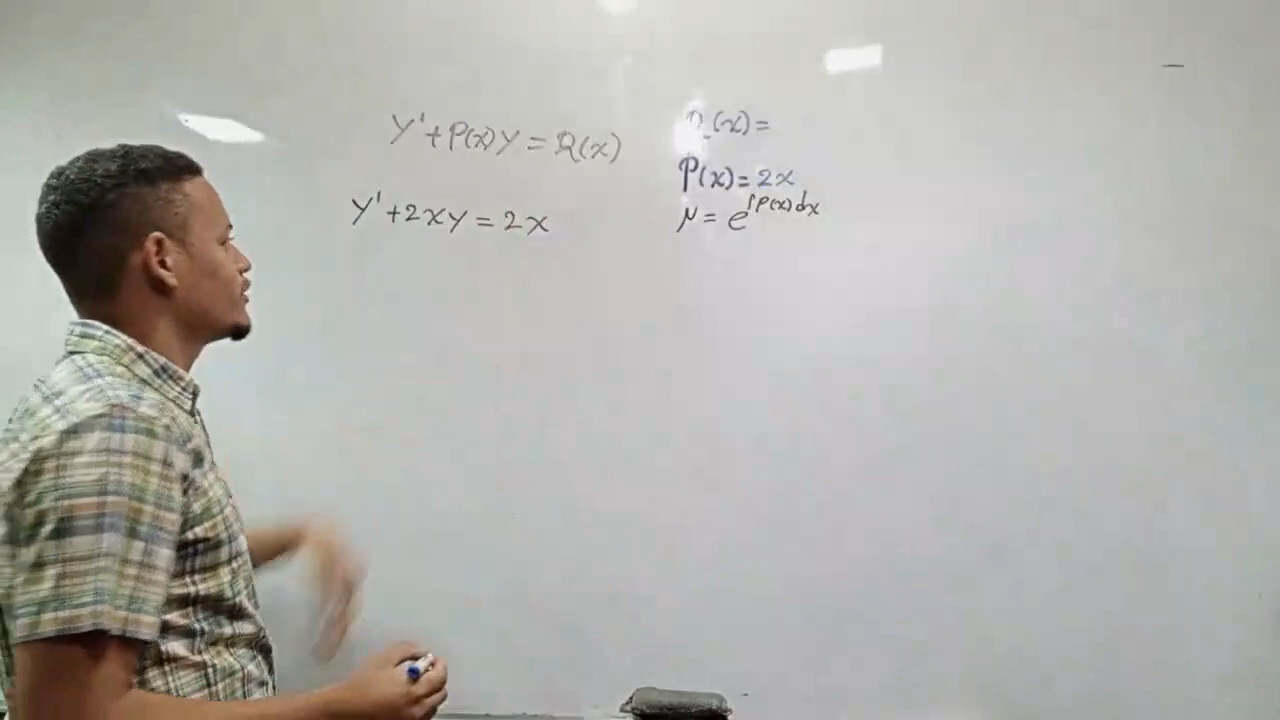 y' + P(x)y = Q(x)
y' + 2xy = 2x
Q(x) =
P(x) = 2x
μ = e^∫P(x)dx